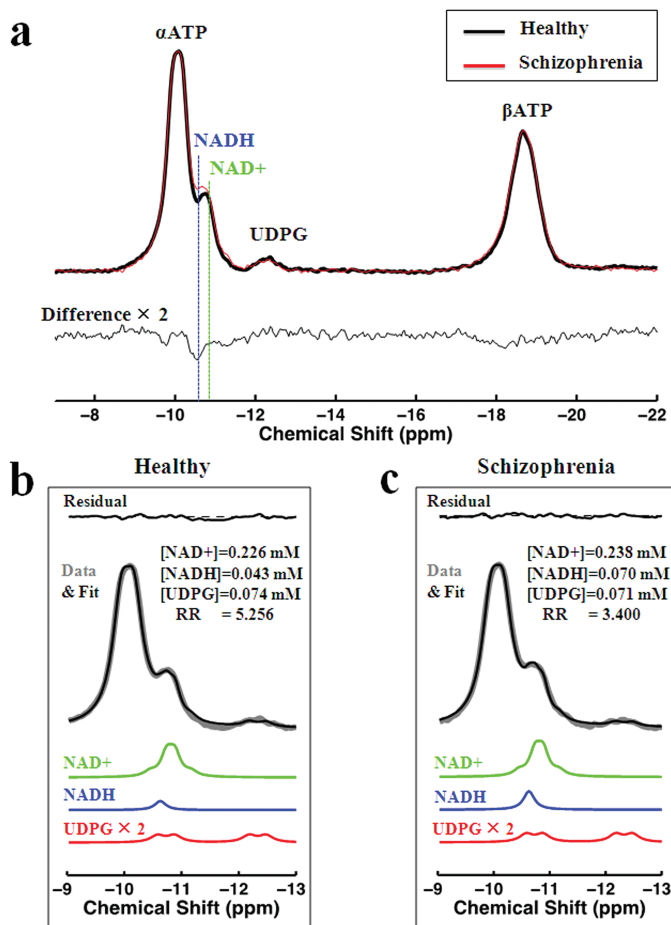 a
αATP
Healthy
Schizophrenia
βATP
NADH
NAD+
UDPG
Difference × 2
−8 −10 −12 −14 −16 −18 −20 −22
Chemical Shift (ppm)
Healthy
b
Residual
[NAD+]=0.226 mM
[NADH]=0.043 mM
[UDPG]=0.074 mM
RR = 5.256
Data
& Fit
NAD+
NADH
UDPG × 2
−9 −10 −11 −12 −13
Chemical Shift (ppm)
Schizophrenia
c
Residual
[NAD+]=0.238 mM
[NADH]=0.070 mM
[UDPG]=0.071 mM
RR = 3.400
Data
& Fit
NAD+
NADH
UDPG × 2
−9 −10 −11 −12 −13
Chemical Shift (ppm)